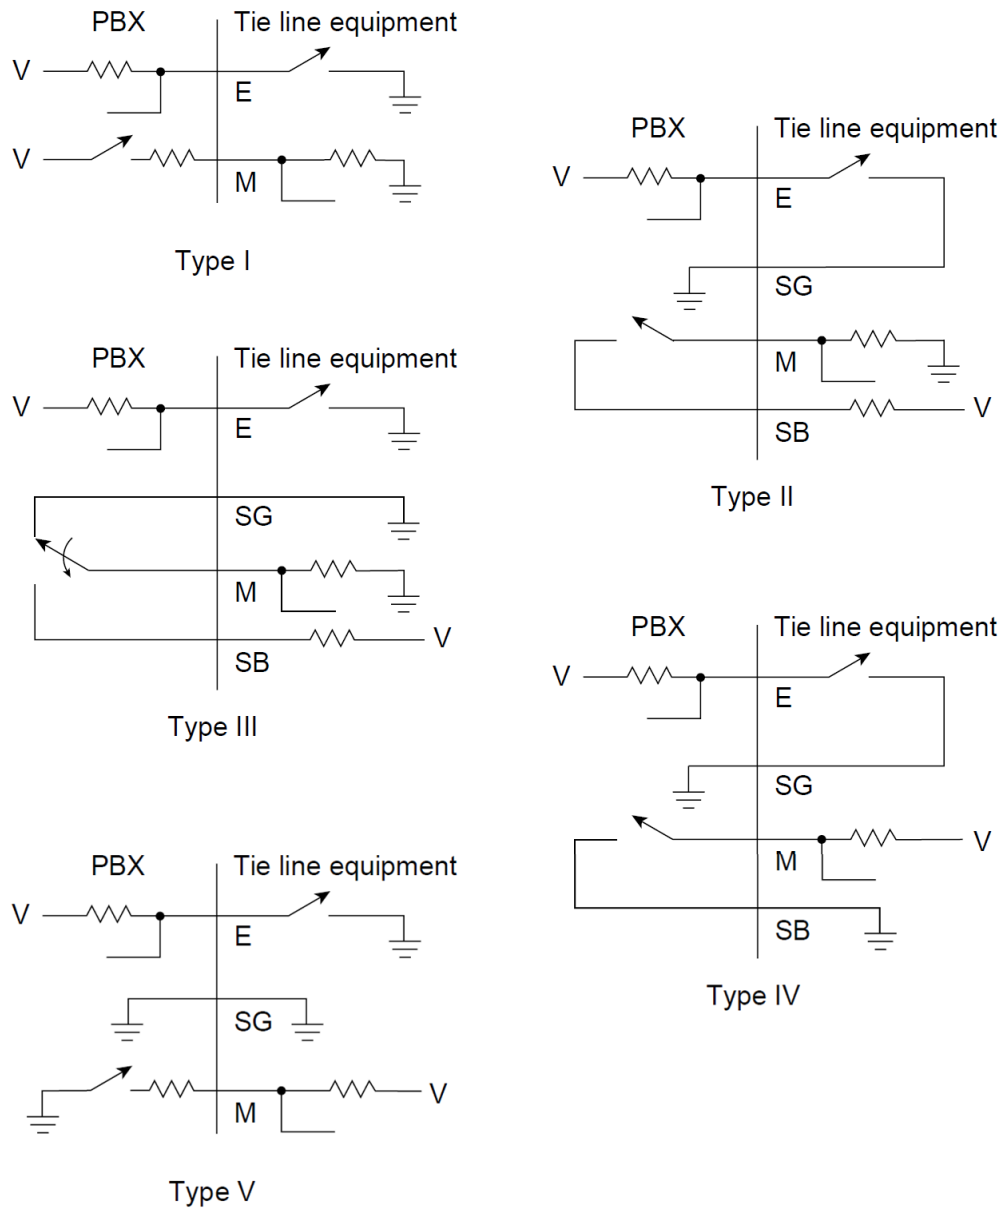 PBX Tie line equipment
V
E
V
M
Type I
PBX Tie line equipment
V
E
SG
M
SB
V
Type II
PBX Tie line equipment
V
E
SG
M
V
SB
Type III
PBX Tie line equipment
V
E
SG
V
M
SB
Type IV
PBX Tie line equipment
V
E
SG
V
M
Type V